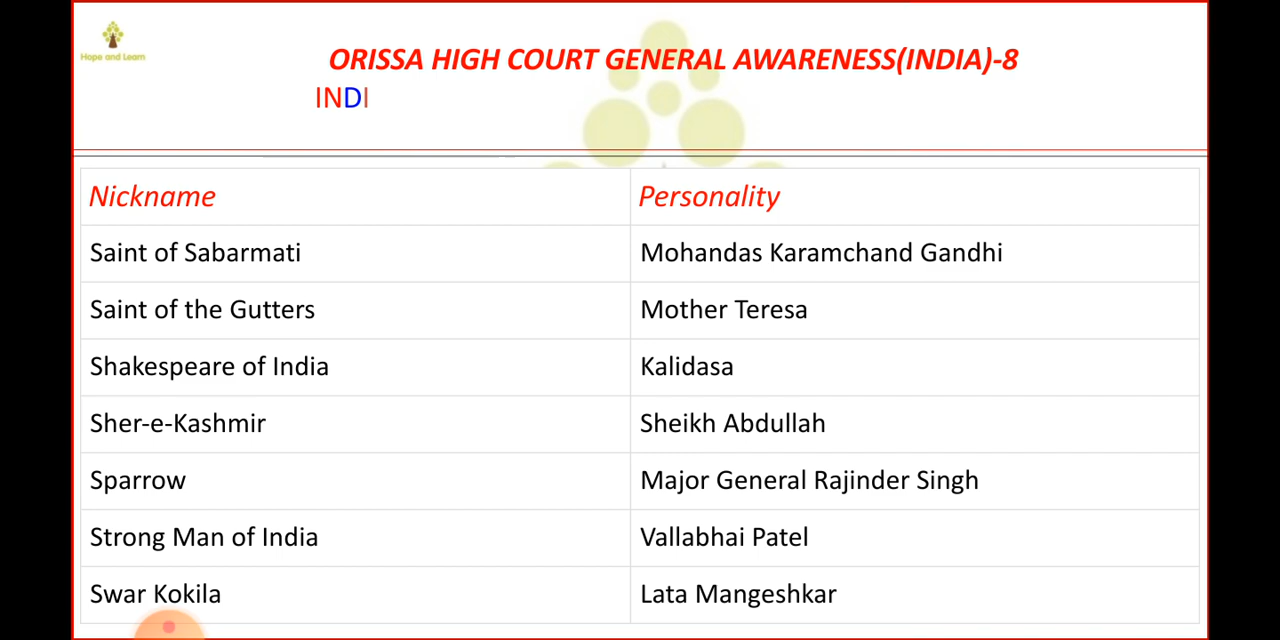 Hope and Learn
ORISSA HIGH COURT GENERAL AWARENESS(INDIA)-8
INDI
Nickname Personality
Saint of Sabarmati Mohandas Karamchand Gandhi
Saint of the Gutters Mother Teresa
Shakespeare of India Kalidasa
Sher-e-Kashmir Sheikh Abdullah
Sparrow Major General Rajinder Singh
Strong Man of India Vallabhai Patel
Swar Kokila Lata Mangeshkar